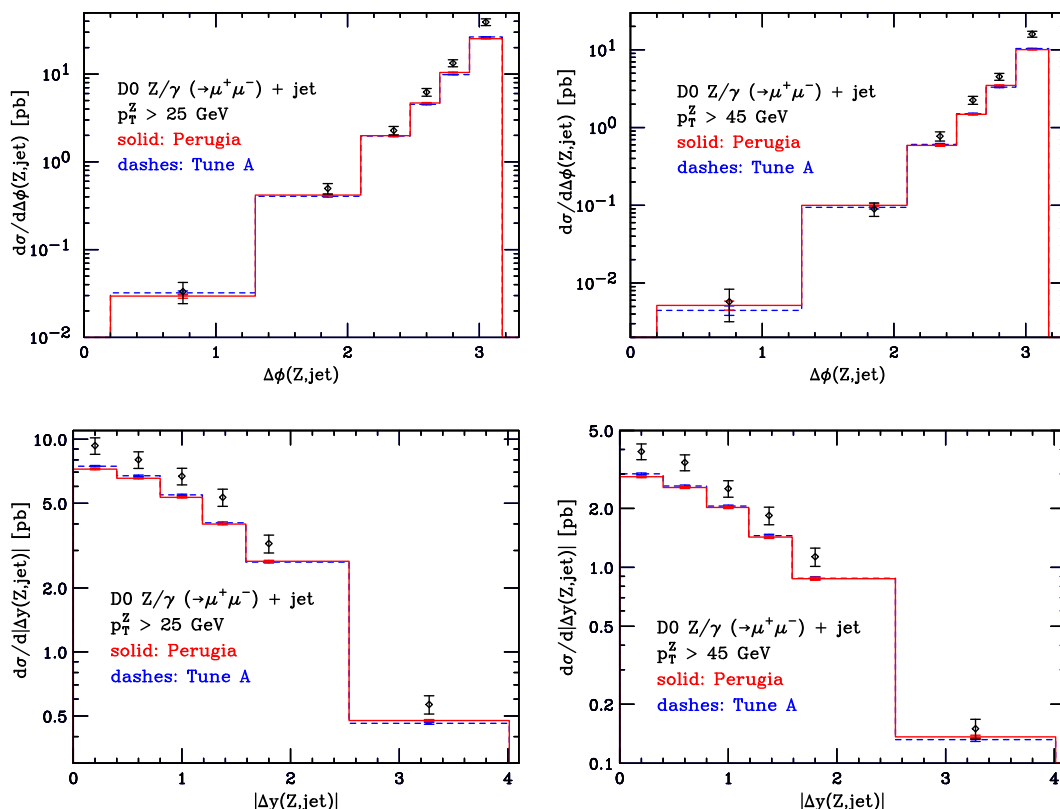 dσ/dΔϕ(Z,jet) [pb]
10¹
10⁰
10⁻¹
10⁻²
D0 Z/γ (→μ⁺μ⁻) + jet
p_T^Z > 25 GeV
solid: Perugia
dashes: Tune A
0 1 2 3
Δϕ(Z,jet)
dσ/dΔϕ(Z,jet) [pb]
10¹
10⁰
10⁻¹
10⁻²
D0 Z/γ (→μ⁺μ⁻) + jet
p_T^Z > 45 GeV
solid: Perugia
dashes: Tune A
0 1 2 3
Δϕ(Z,jet)
dσ/d|Δy(Z,jet)| [pb]
10.0
5.0
2.0
1.0
0.5
D0 Z/γ (→μ⁺μ⁻) + jet
p_T^Z > 25 GeV
solid: Perugia
dashes: Tune A
0 1 2 3 4
|Δy(Z,jet)|
dσ/d|Δy(Z,jet)| [pb]
5.0
2.0
1.0
0.5
0.2
0.1
D0 Z/γ (→μ⁺μ⁻) + jet
p_T^Z > 45 GeV
solid: Perugia
dashes: Tune A
0 1 2 3 4
|Δy(Z,jet)|